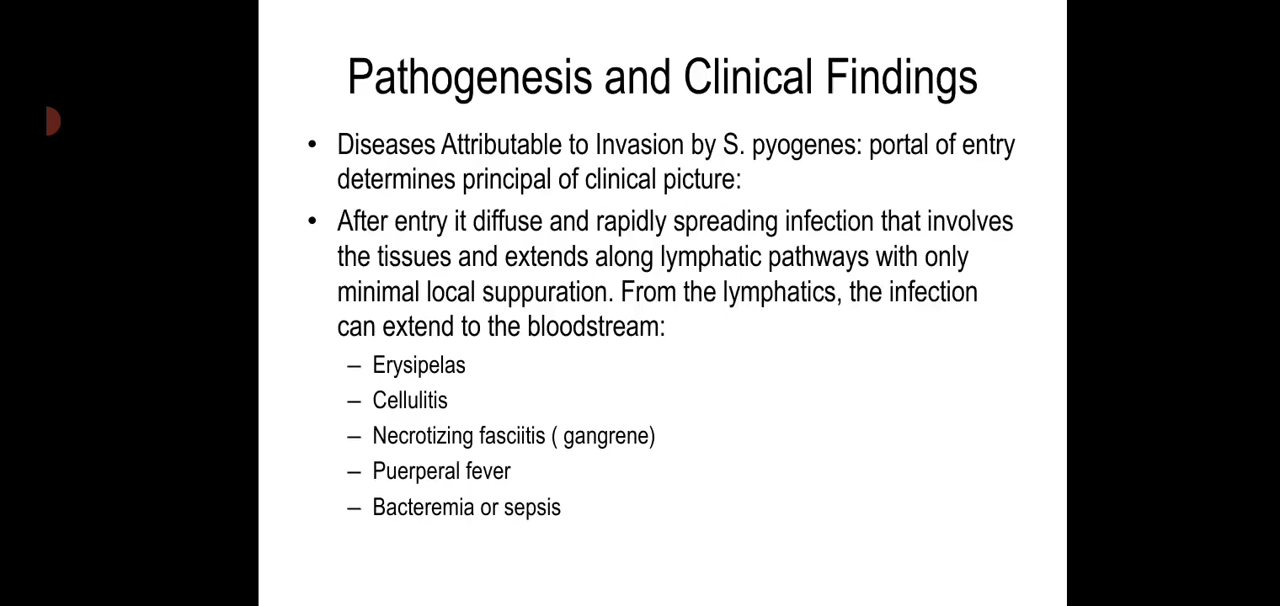 Pathogenesis and Clinical Findings
• Diseases Attributable to Invasion by S. pyogenes: portal of entry
determines principal of clinical picture:
• After entry it diffuse and rapidly spreading infection that involves
the tissues and extends along lymphatic pathways with only
minimal local suppuration. From the lymphatics, the infection
can extend to the bloodstream:
– Erysipelas
– Cellulitis
– Necrotizing fasciitis ( gangrene)
– Puerperal fever
– Bacteremia or sepsis